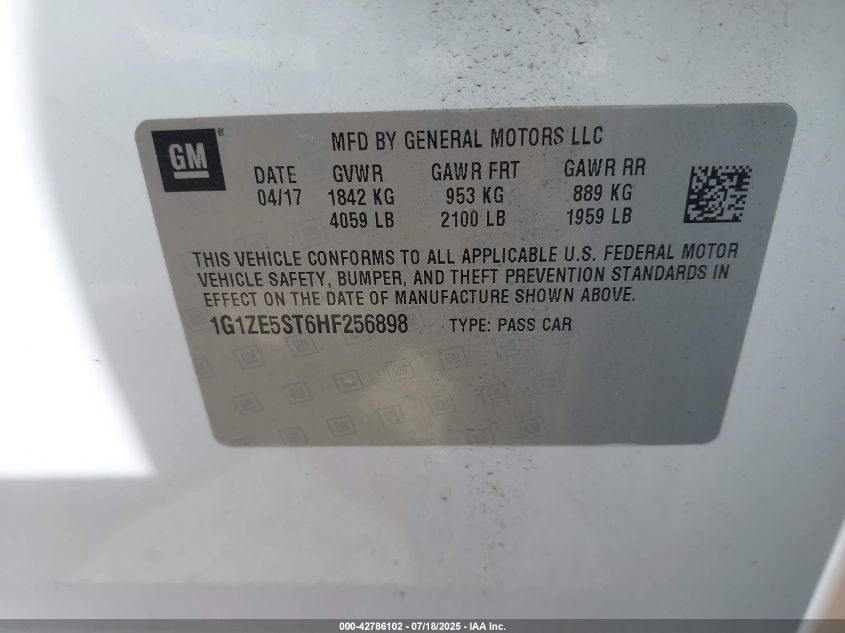 GM ®
MFD BY GENERAL MOTORS LLC
DATE GVWR GAWR FRT GAWR RR
04/17 1842 KG 953 KG 889 KG
4059 LB 2100 LB 1959 LB
THIS VEHICLE CONFORMS TO ALL APPLICABLE U.S. FEDERAL MOTOR
VEHICLE SAFETY, BUMPER, AND THEFT PREVENTION STANDARDS IN
EFFECT ON THE DATE OF MANUFACTURE SHOWN ABOVE.
1G1ZE5ST6HF256898 TYPE: PASS CAR
000-42786102 - 07/18/2025 - IAA Inc.